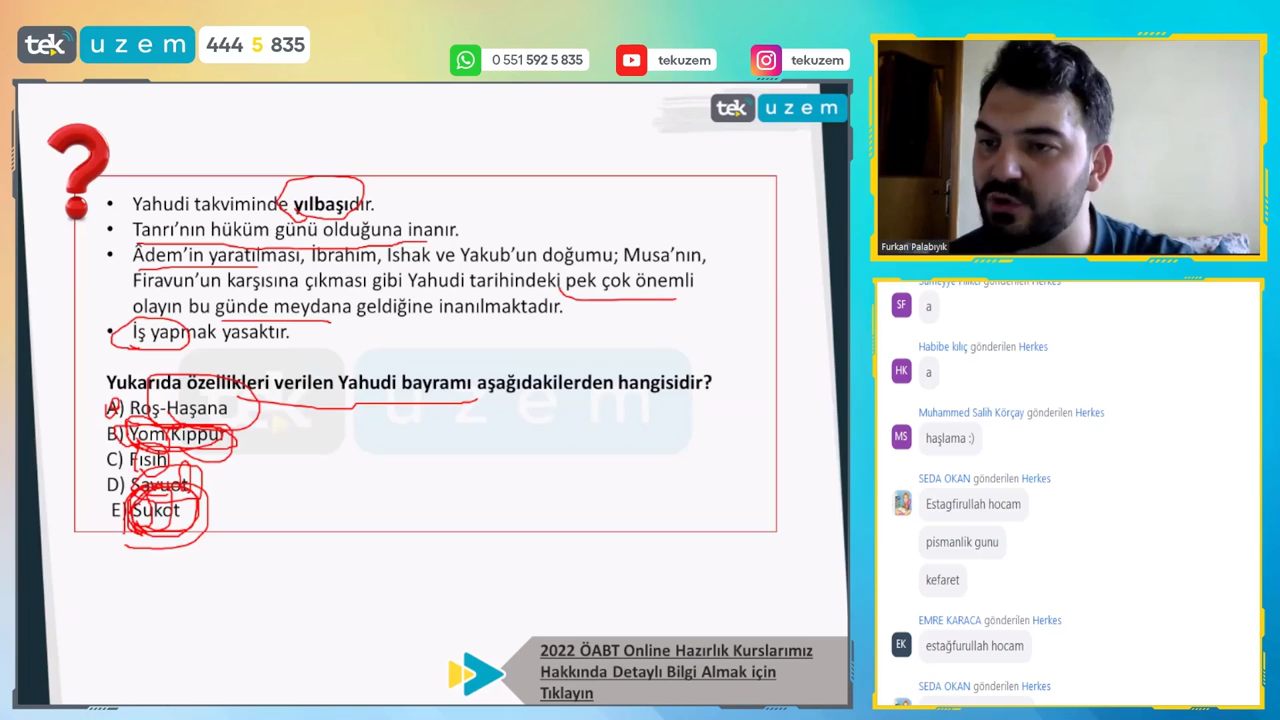 tek uzem 444 5 835
0 551 592 5 835
tekuzem
tekuzem
tek uzem
• Yahudi takviminde yılbaşıdır.
• Tanrı’nın hüküm günü olduğuna inanır.
• Âdem’in yaratılması, İbrahim, İshak ve Yakub’un doğumu; Musa’nın,
Firavun’un karşısına çıkması gibi Yahudi tarihindeki pek çok önemli
olayın bu günde meydana geldiğine inanılmaktadır.
• İş yapmak yasaktır.
Yukarıda özellikleri verilen Yahudi bayramı aşağıdakilerden hangisidir?
A) Roş-Haşana
B) Yom Kippur
C) Fısıh
D) Şavuot
E) Sukot
tek uzem
2022 ÖABT Online Hazırlık Kurslarımız
Hakkında Detaylı Bilgi Almak için
Tıklayın
Furkan Palabıyık
gönderilen Herkes
SF
a
Habibe kılıç gönderilen Herkes
HK
a
Muhammed Salih Körçay gönderilen Herkes
MS
haşlama :)
SEDA OKAN gönderilen Herkes
Estagfirullah hocam
pismanlik gunu
kefaret
EMRE KARACA gönderilen Herkes
EK
estağfurullah hocam
SEDA OKAN gönderilen Herkes